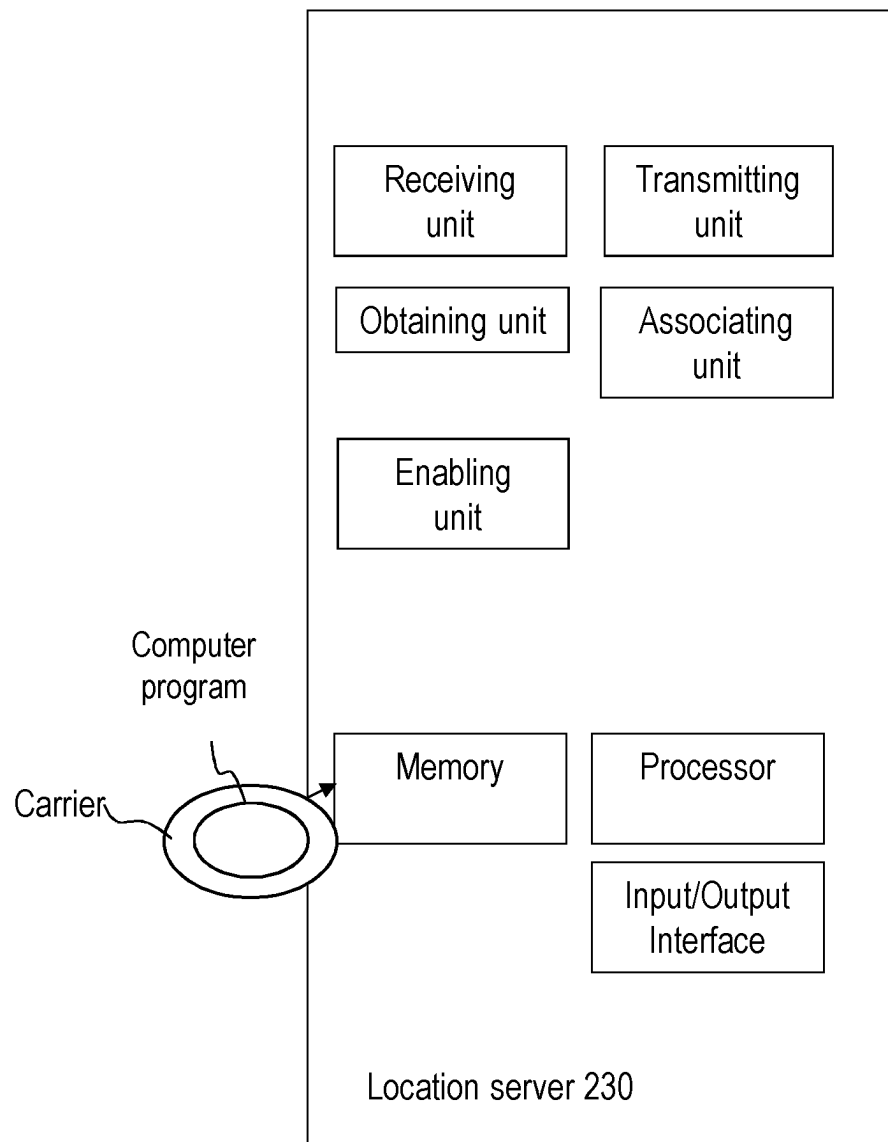 Receiving
unit
Transmitting
unit
Obtaining unit
Associating
unit
Enabling
unit
Computer
program
Carrier
Memory
Processor
Input/Output
Interface
Location server 230